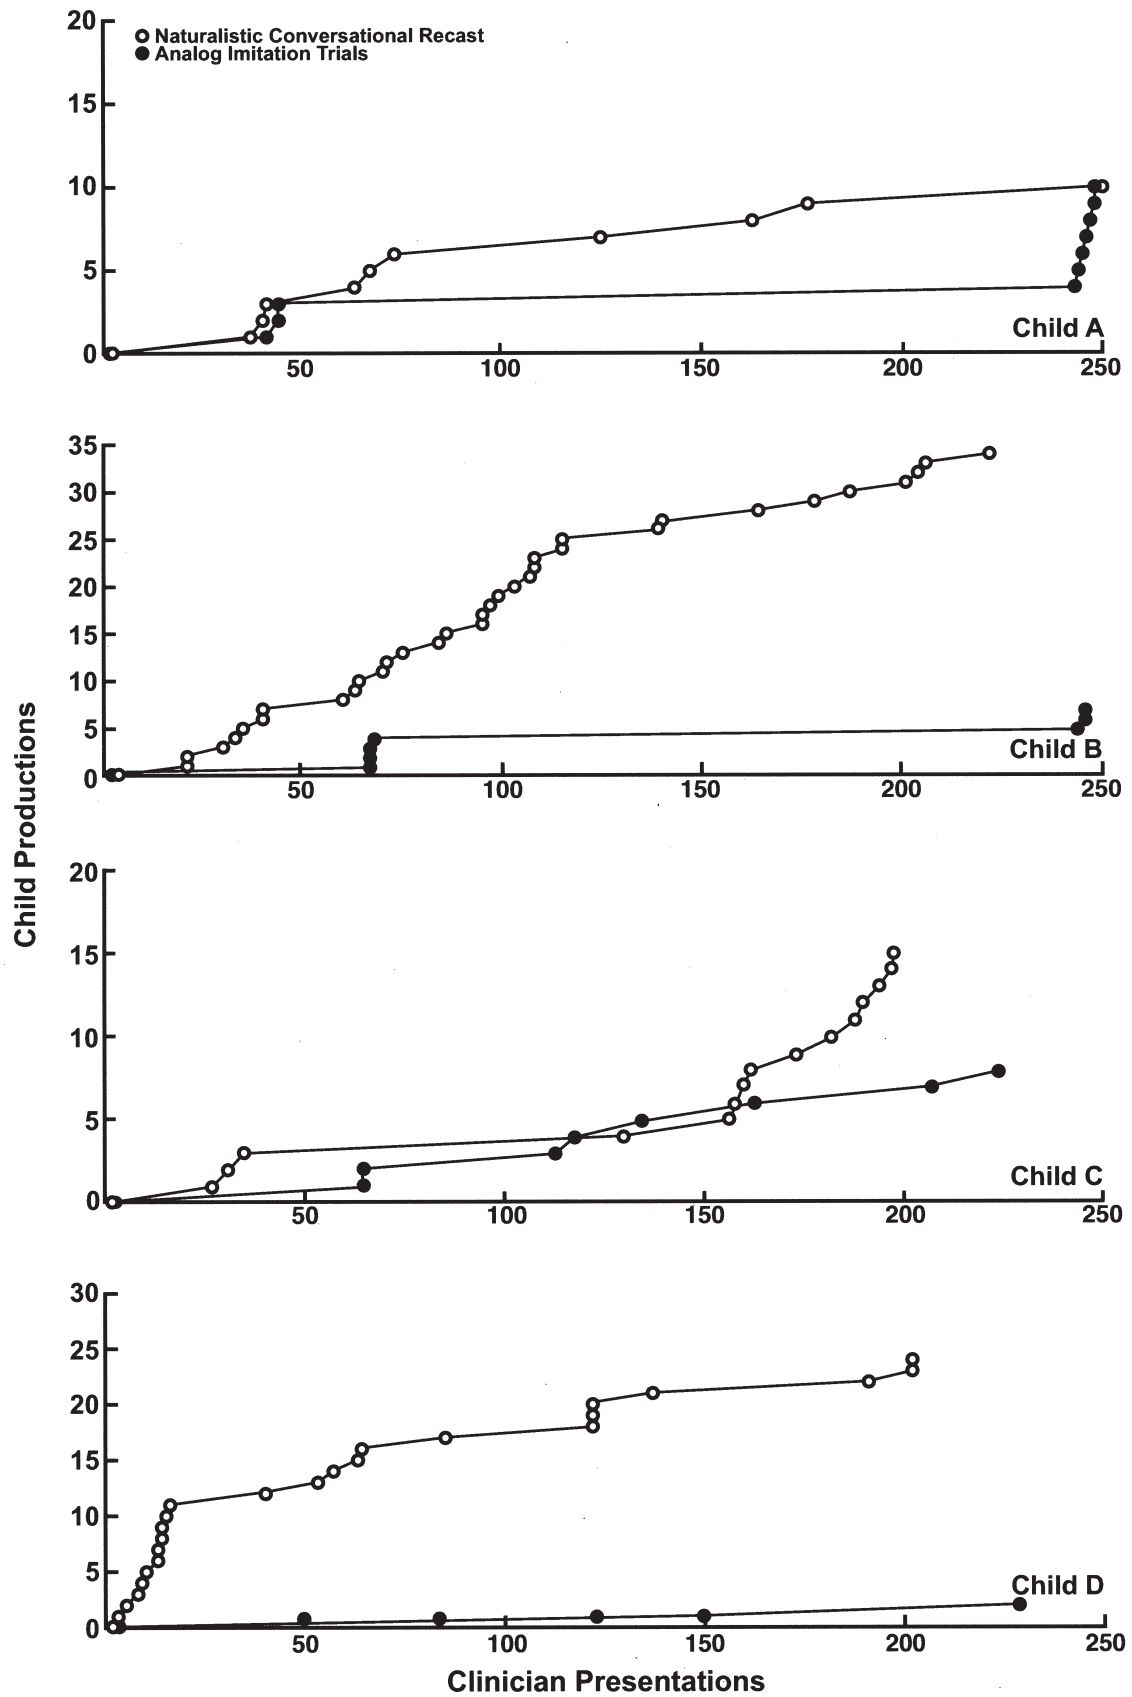 20
Naturalistic Conversational Recast
Analog Imitation Trials
15
10
5
0
Child A
50 100 150 200 250
35
30
25
20
15
10
5
0
Child B
50 100 150 200 250
Child Productions
20
15
10
5
0
Child C
50 100 150 200 250
30
25
20
15
10
5
0
Child D
50 100 150 200 250
Clinician Presentations